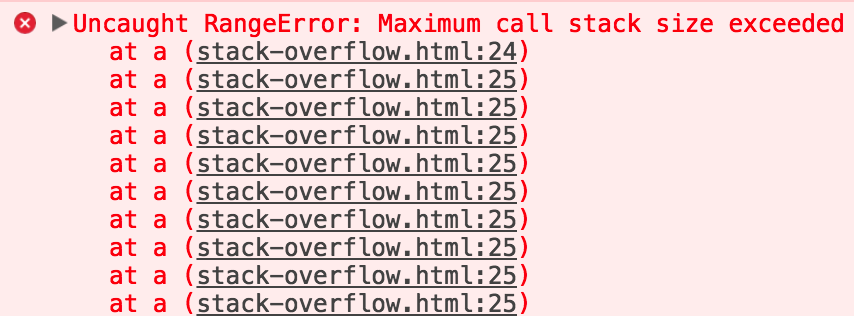 Uncaught RangeError: Maximum call stack size exceeded
at a (stack-overflow.html:24)
at a (stack-overflow.html:25)
at a (stack-overflow.html:25)
at a (stack-overflow.html:25)
at a (stack-overflow.html:25)
at a (stack-overflow.html:25)
at a (stack-overflow.html:25)
at a (stack-overflow.html:25)
at a (stack-overflow.html:25)
at a (stack-overflow.html:25)